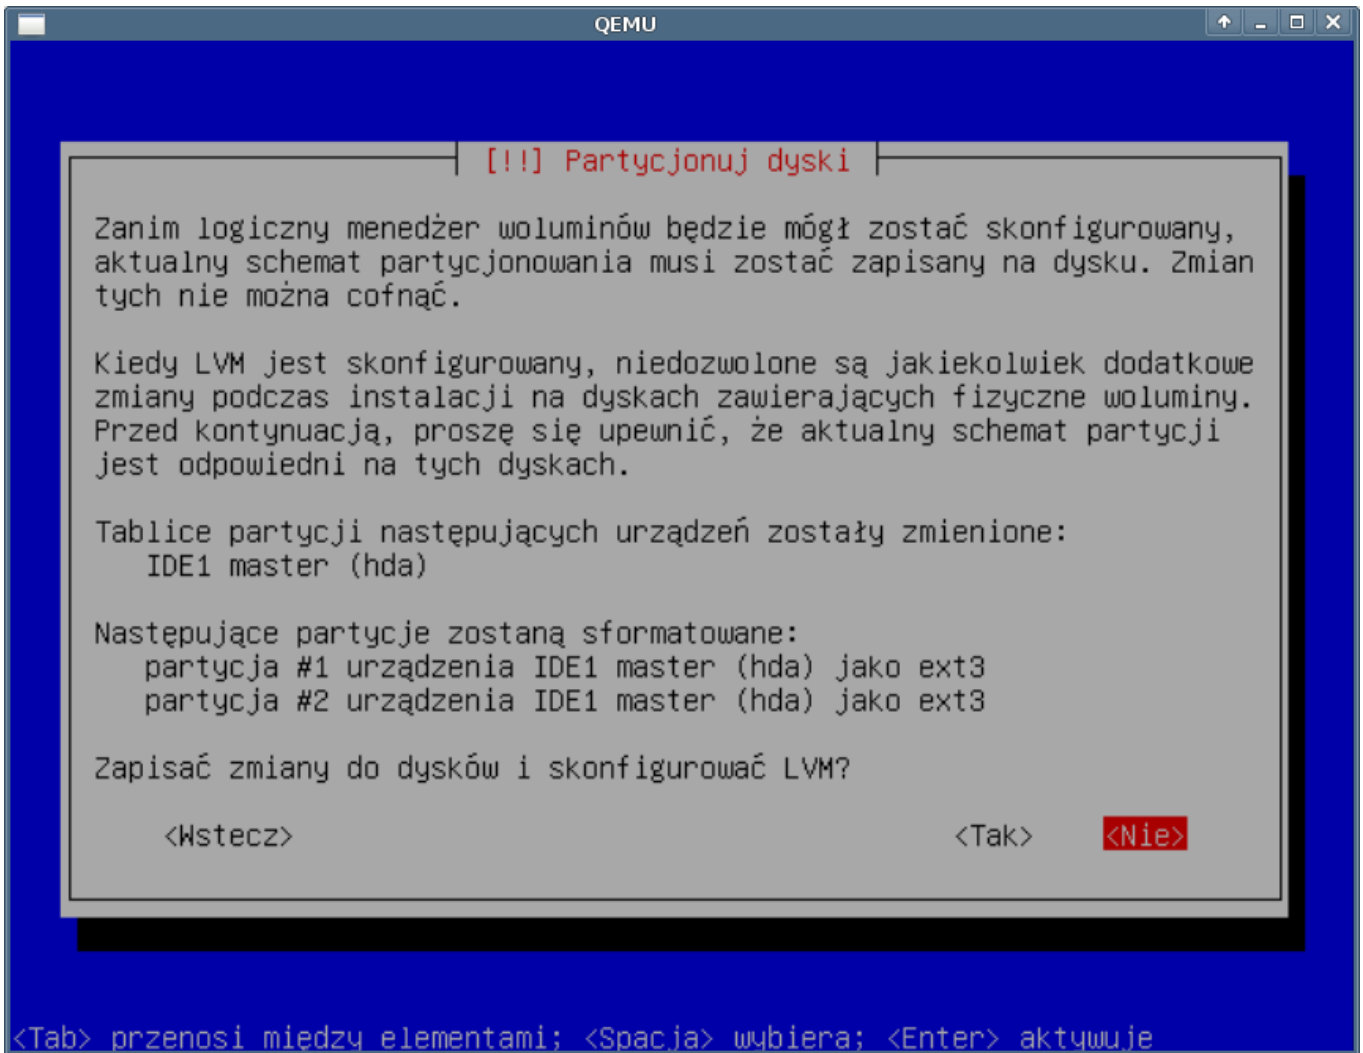 QEMU
[!!] Partycjonuj dyski
Zanim logiczny menedżer woluminów będzie mógł zostać skonfigurowany,
aktualny schemat partycjonowania musi zostać zapisany na dysku. Zmian
tych nie można cofnąć.
Kiedy LVM jest skonfigurowany, niedozwolone są jakiekolwiek dodatkowe
zmiany podczas instalacji na dyskach zawierających fizyczne woluminy.
Przed kontynuacją, proszę się upewnić, że aktualny schemat partycji
jest odpowiedni na tych dyskach.
Tablice partycji następujących urządzeń zostały zmienione:
IDE1 master (hda)
Następujące partycje zostaną sformatowane:
partycja #1 urządzenia IDE1 master (hda) jako ext3
partycja #2 urządzenia IDE1 master (hda) jako ext3
Zapisać zmiany do dysków i skonfigurować LVM?
<Wstecz> <Tak> <Nie>
<Tab> przenosi między elementami; <Spacja> wybiera; <Enter> aktywuje